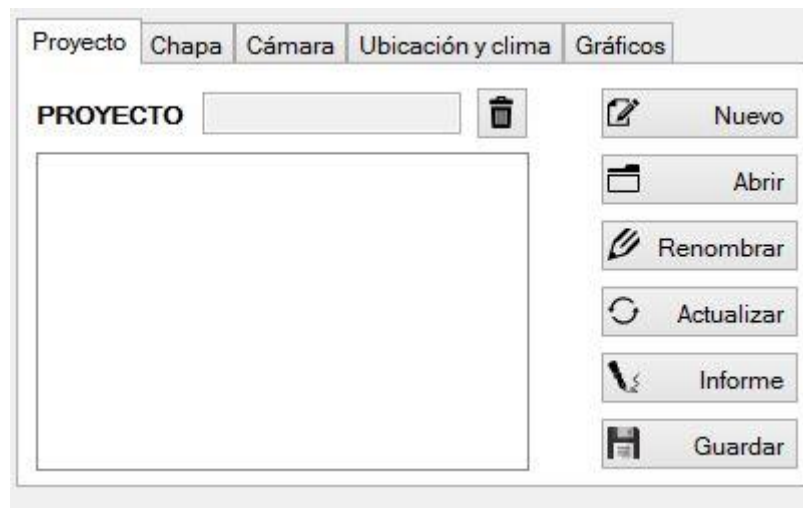 Proyecto Chapa Cámara Ubicación y clima Gráficos
PROYECTO
Nuevo
Abrir
Renombrar
Actualizar
Informe
Guardar